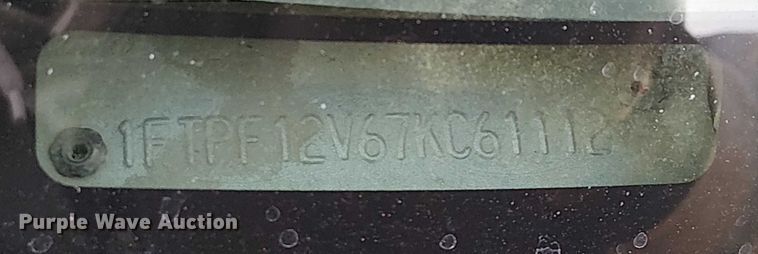 1FTPF12V67KC61112
Purple Wave Auction